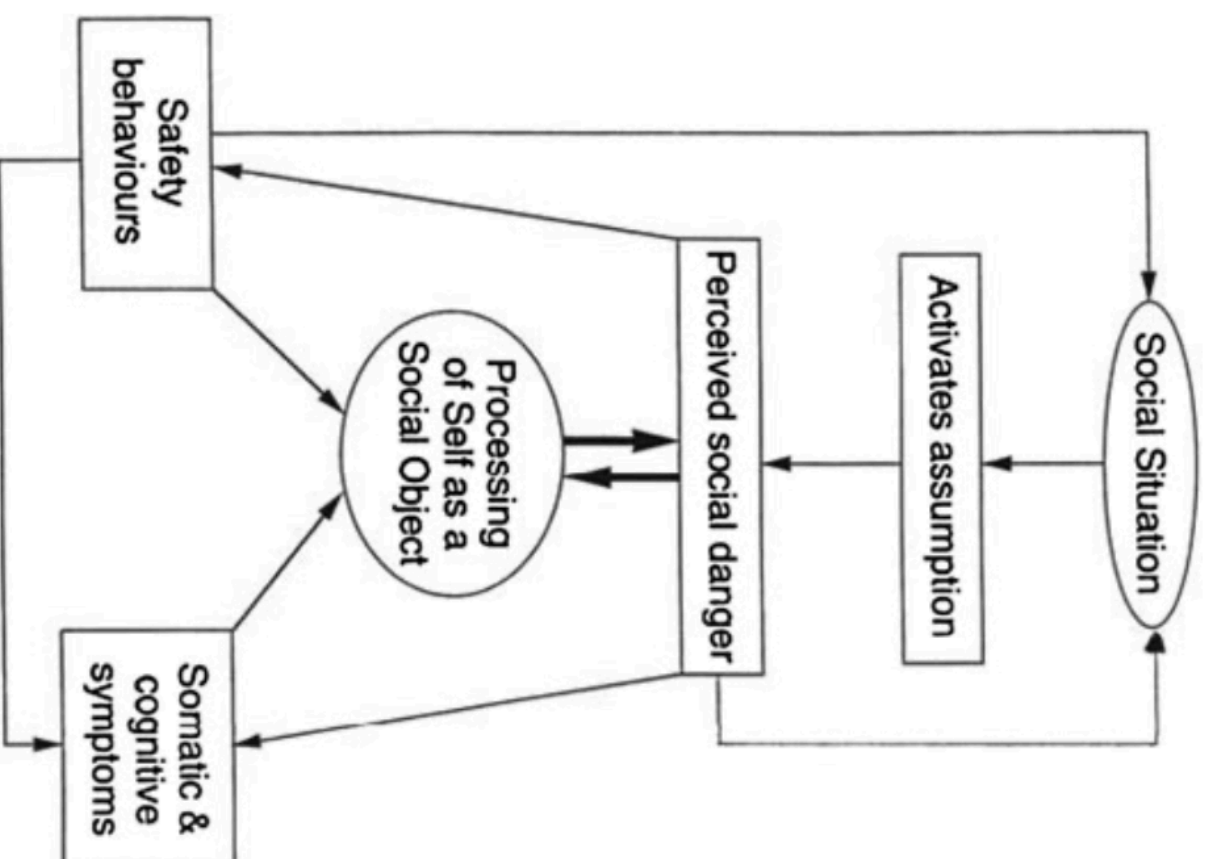 Social Situation
Activates assumption
Perceived social danger
Processing
of Self as a
Social Object
Safety
behaviours
Somatic &
cognitive
symptoms